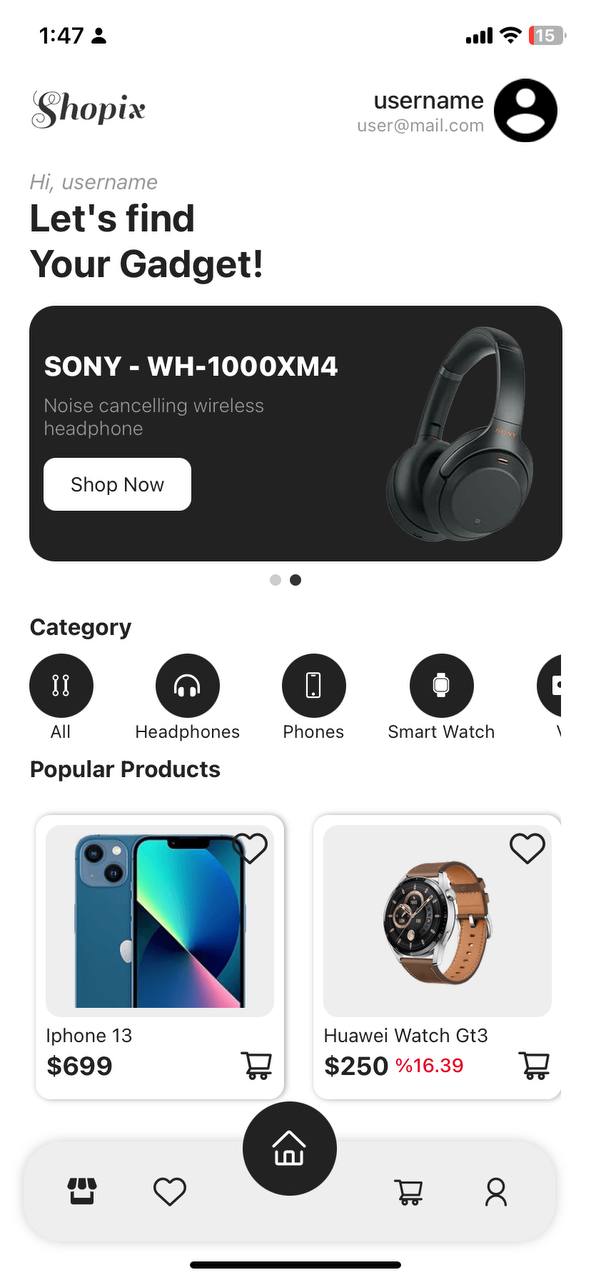 1:47
15
Shopix
username
user@mail.com
Hi, username
Let's find
Your Gadget!
SONY - WH-1000XM4
Noise cancelling wireless
headphone
Shop Now
SONY
Category
All
Headphones
Phones
Smart Watch
V
Popular Products
Iphone 13
Huawei Watch Gt3
$699
$250 %16.39